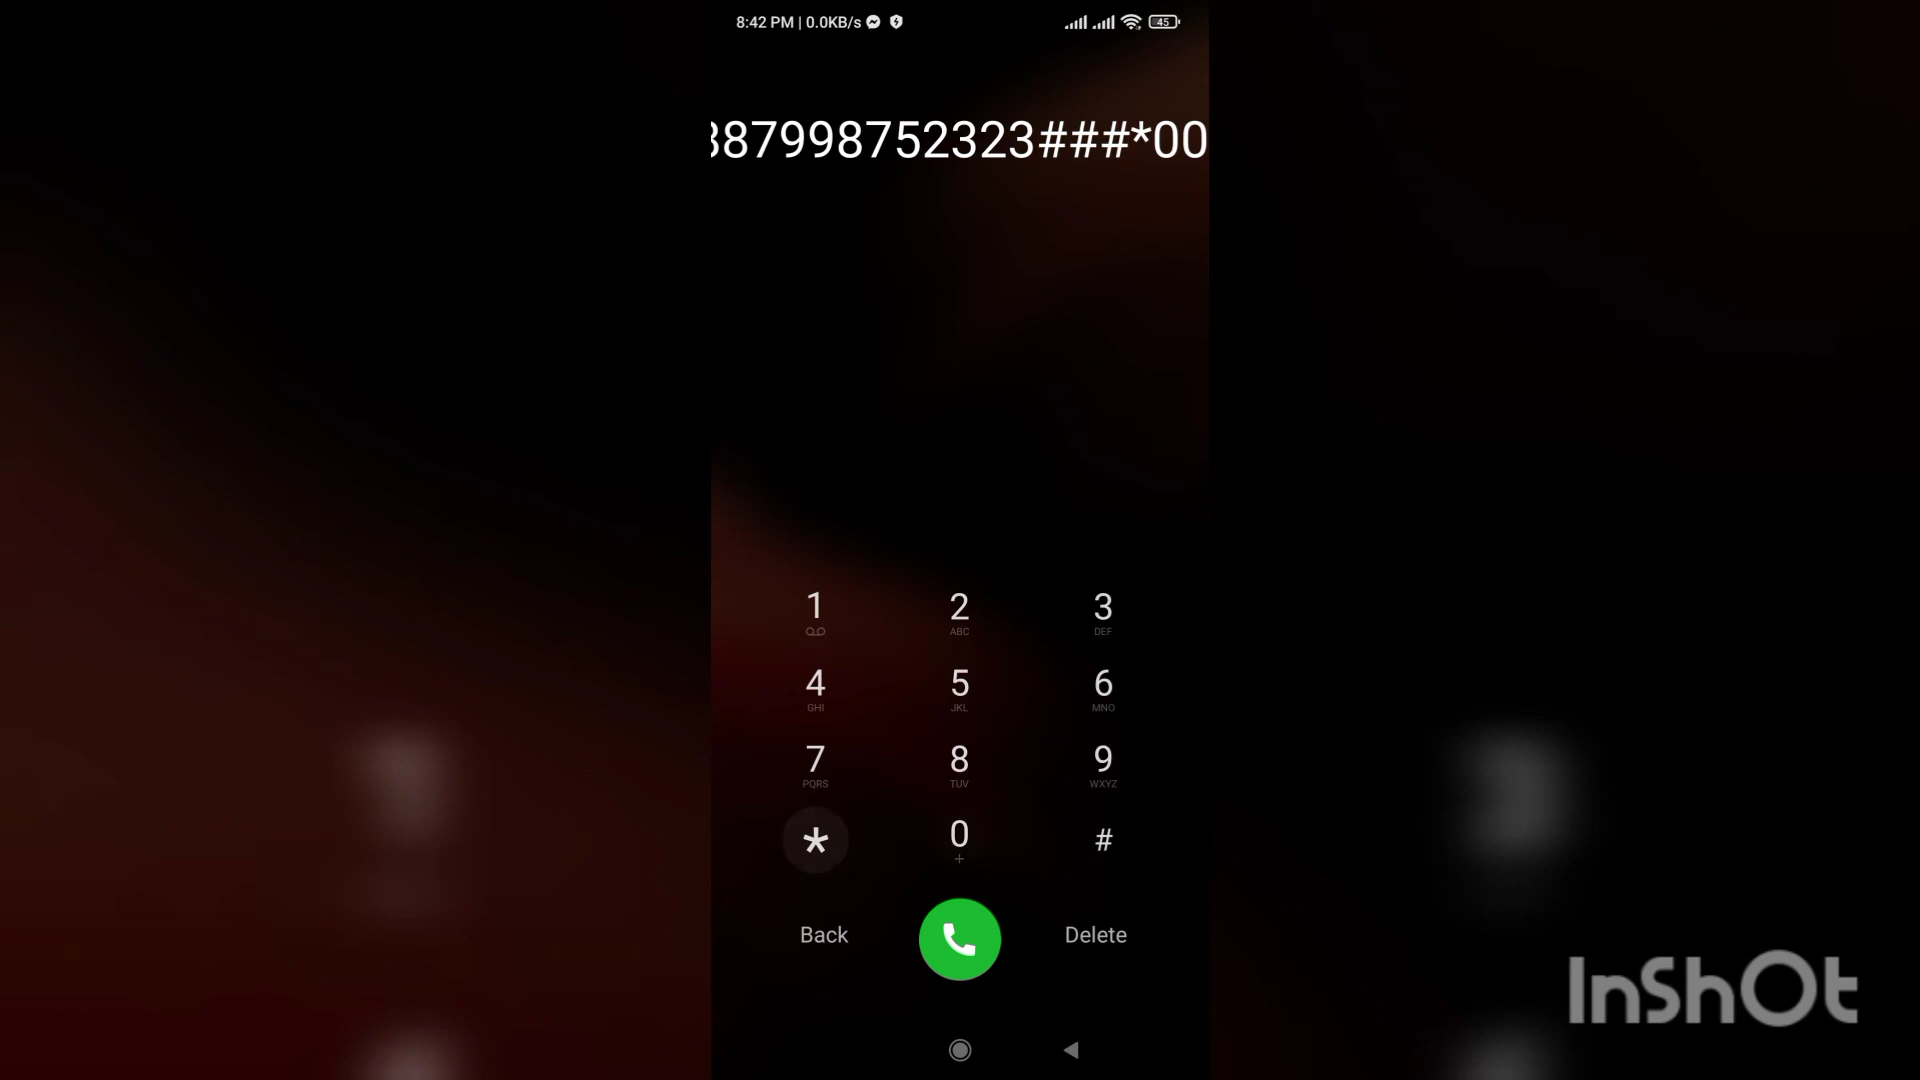 8:42 PM | 0.0KB/s
45
887998752323###*00
1 2 3
ABC DEF
4 5 6
GHI JKL MNO
7 8 9
PQRS TUV WXYZ
* 0 #
+
Back Delete
InShOt